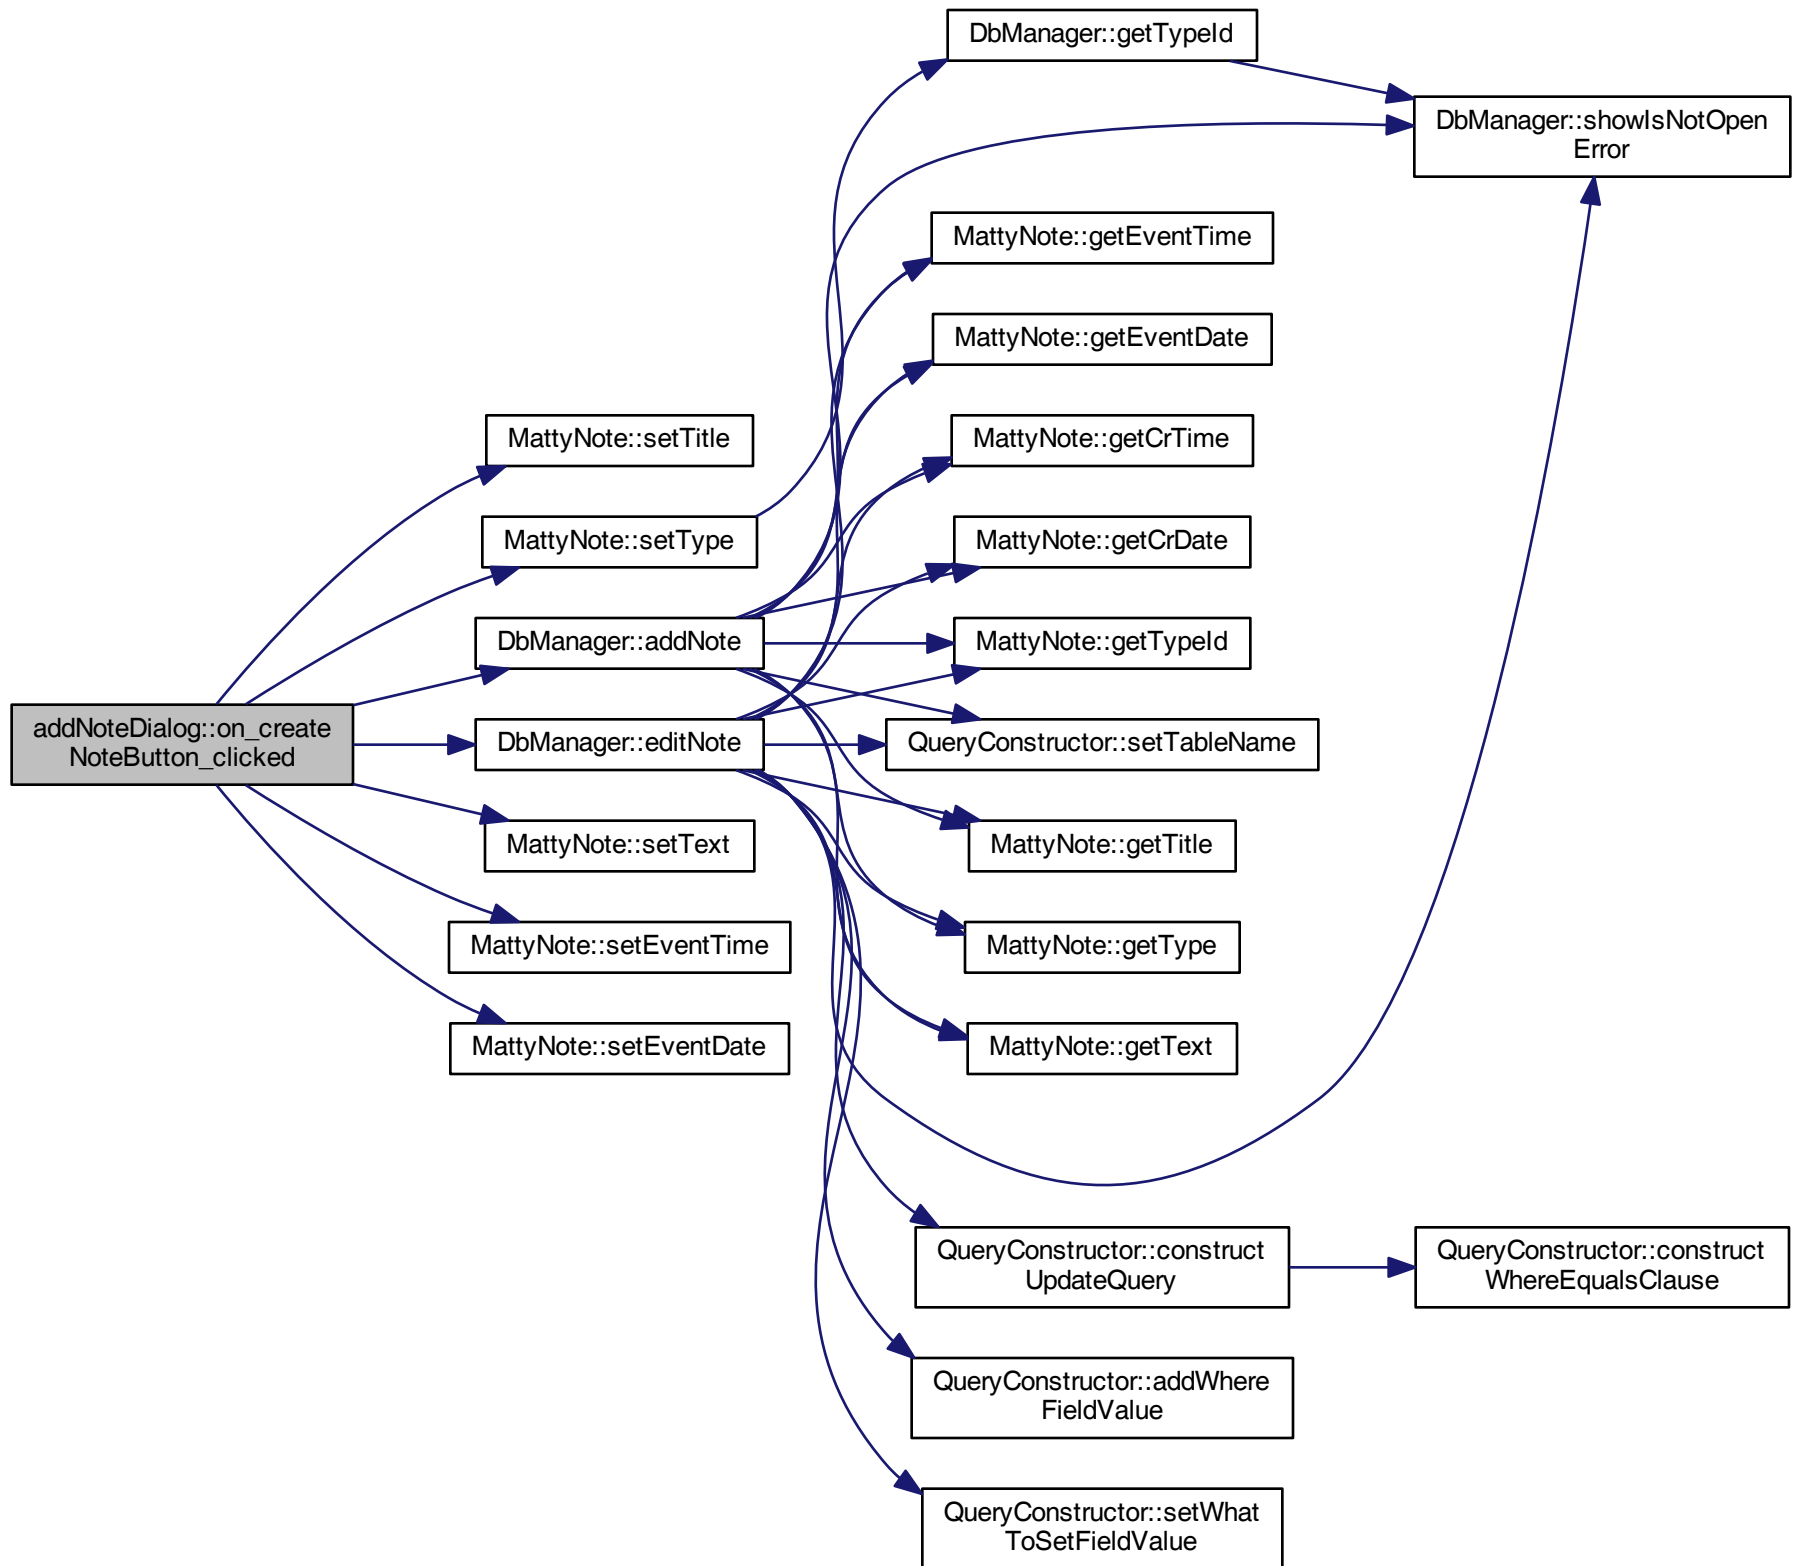 DbManager::getTypeId
DbManager::showIsNotOpen
Error
MattyNote::getEventTime
MattyNote::getEventDate
MattyNote::setTitle
MattyNote::getCrTime
MattyNote::setType
MattyNote::getCrDate
DbManager::addNote
MattyNote::getTypeId
addNoteDialog::on_create
NoteButton_clicked
DbManager::editNote
QueryConstructor::setTableName
MattyNote::setText
MattyNote::getTitle
MattyNote::setEventTime
MattyNote::getType
MattyNote::setEventDate
MattyNote::getText
QueryConstructor::construct
UpdateQuery
QueryConstructor::construct
WhereEqualsClause
QueryConstructor::addWhere
FieldValue
QueryConstructor::setWhat
ToSetFieldValue